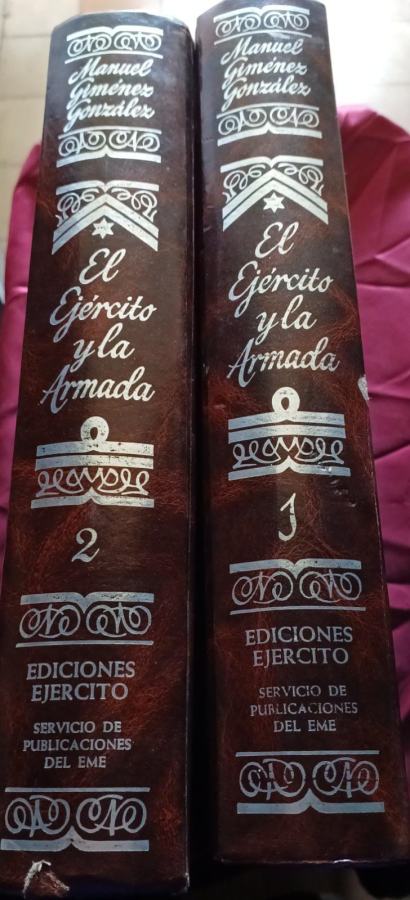 Manuel
Giménez
González
El
Ejército
y la
Armada
2
EDICIONES
EJERCITO
SERVICIO DE
PUBLICACIONES
DEL EME
Manuel
Giménez
González
El
Ejército
y la
Armada
1
EDICIONES
EJERCITO
SERVICIO DE
PUBLICACIONES
DEL EME